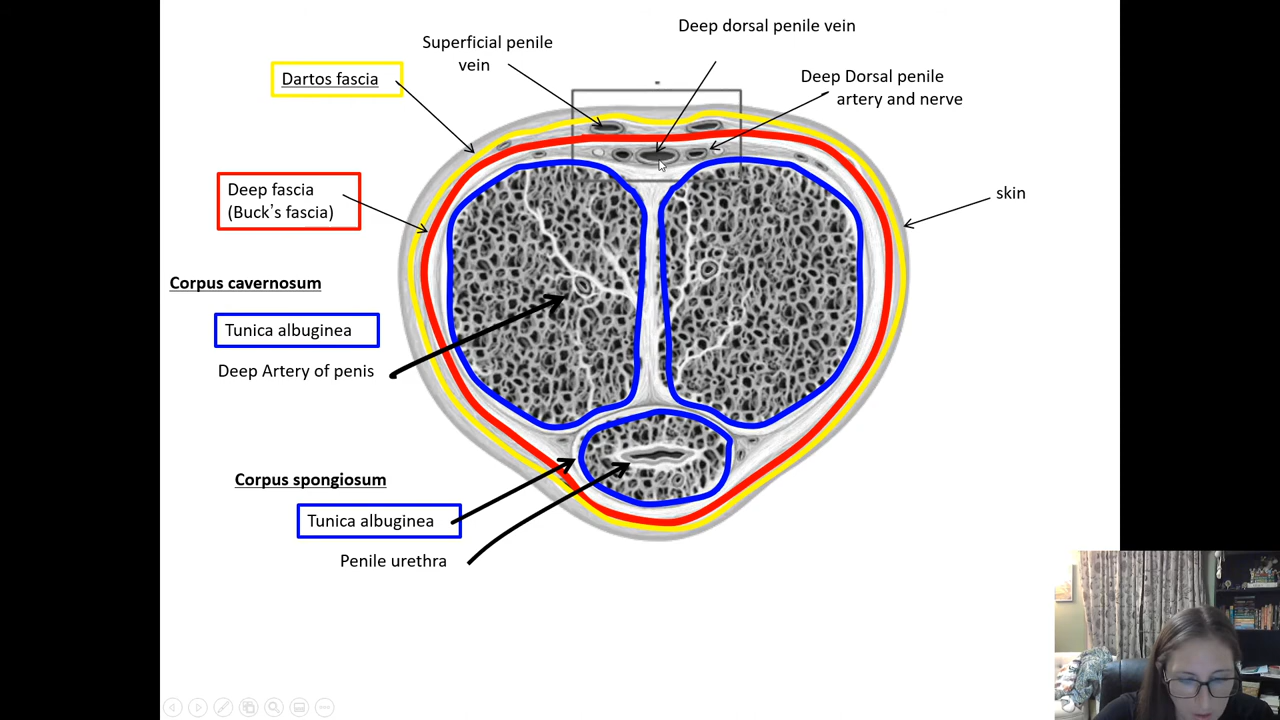 Deep dorsal penile vein
Superficial penile
vein
Dartos fascia
Deep Dorsal penile
artery and nerve
Deep fascia
(Buck's fascia)
skin
Corpus cavernosum
Tunica albuginea
Deep Artery of penis
Corpus spongiosum
Tunica albuginea
Penile urethra